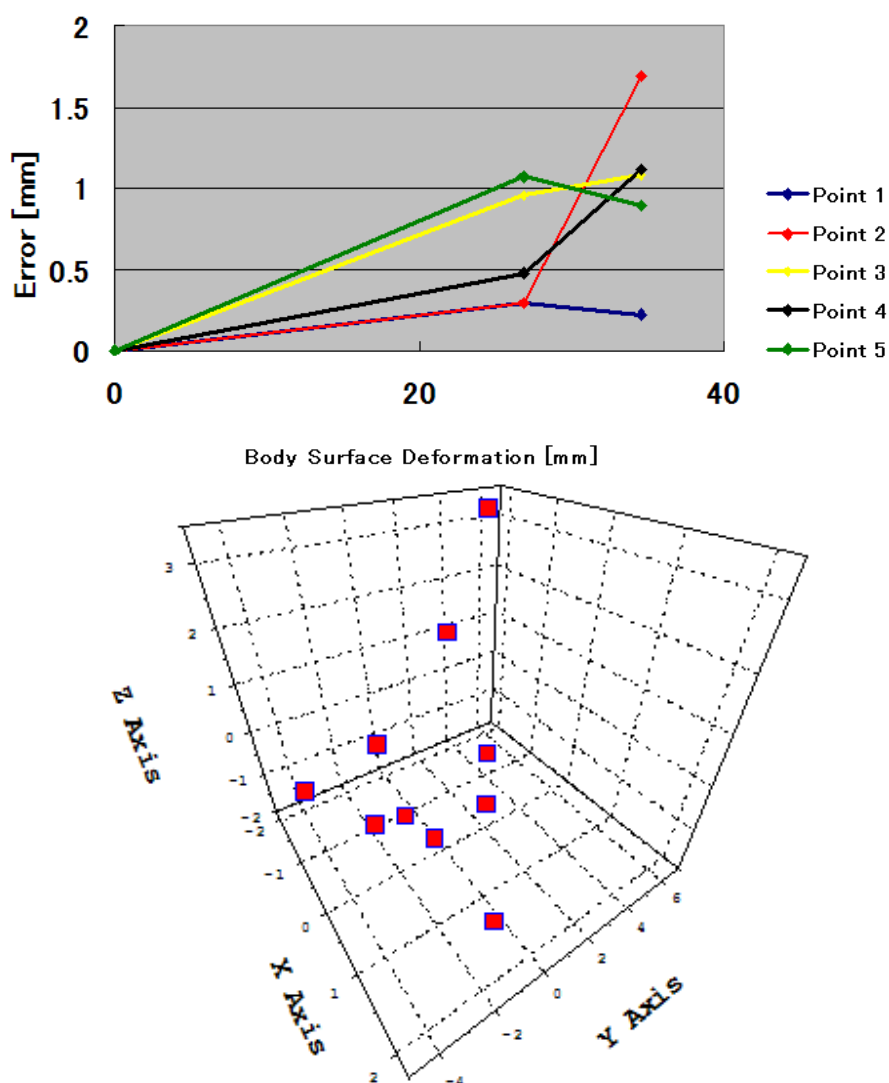 2
1.5
1
0.5
0
Error [mm]
0 20 40
Body Surface Deformation [mm]
Point 1
Point 2
Point 3
Point 4
Point 5
3
2
1
0
-1
-2
Z Axis
-2
-1
0
1
2
X Axis
-4
-2
0
2
4
6
Y Axis